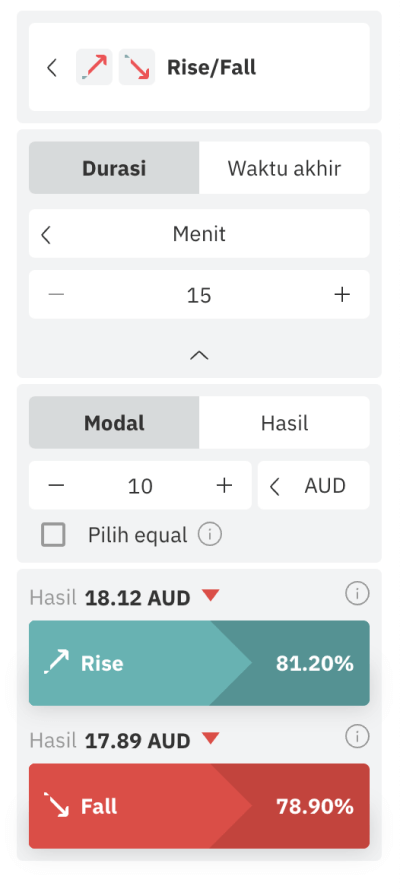 Rise/Fall
Durasi Waktu akhir
Menit
15
Modal Hasil
10 AUD
Pilih equal
Hasil 18.12 AUD
Rise 81.20%
Hasil 17.89 AUD
Fall 78.90%